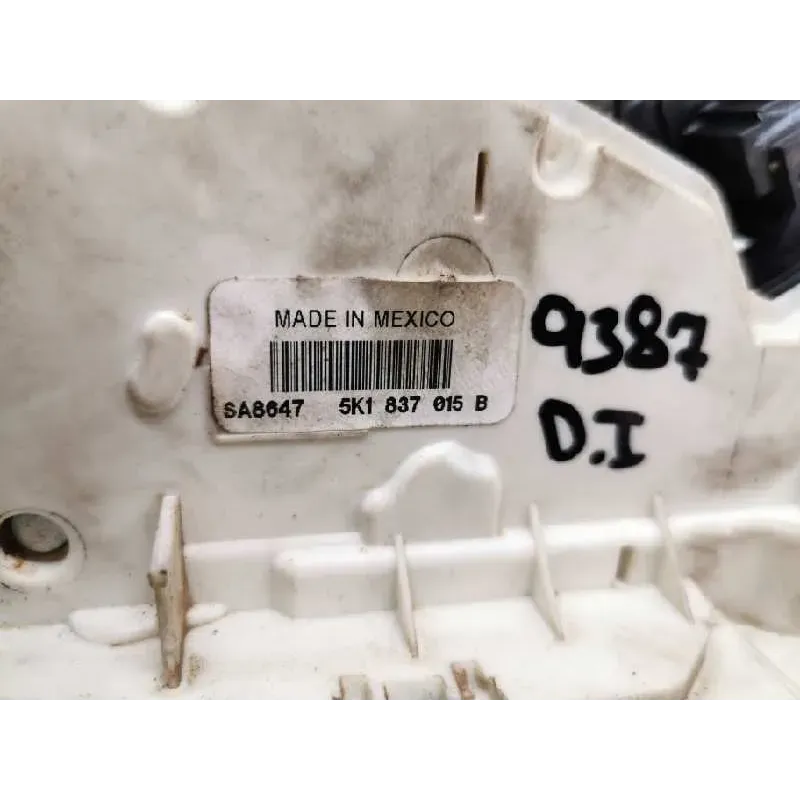 MADE IN MEXICO
SA8647 5K1 837 015 B
9387
D.I